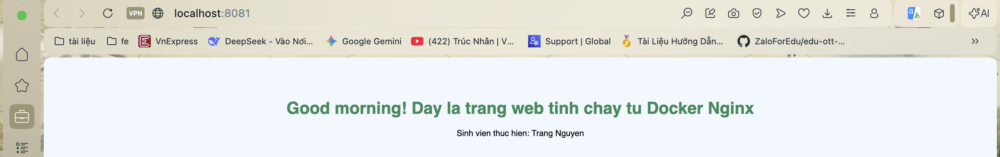 VPN localhost:8081 AI
tài liệu fe VnExpress DeepSeek - Vào Nơi... Google Gemini (422) Trúc Nhân | V... Support | Global Tài Liệu Hướng Dẫn... ZaloForEdu/edu-ott-...
Good morning! Day la trang web tinh chay tu Docker Nginx
Sinh vien thuc hien: Trang Nguyen